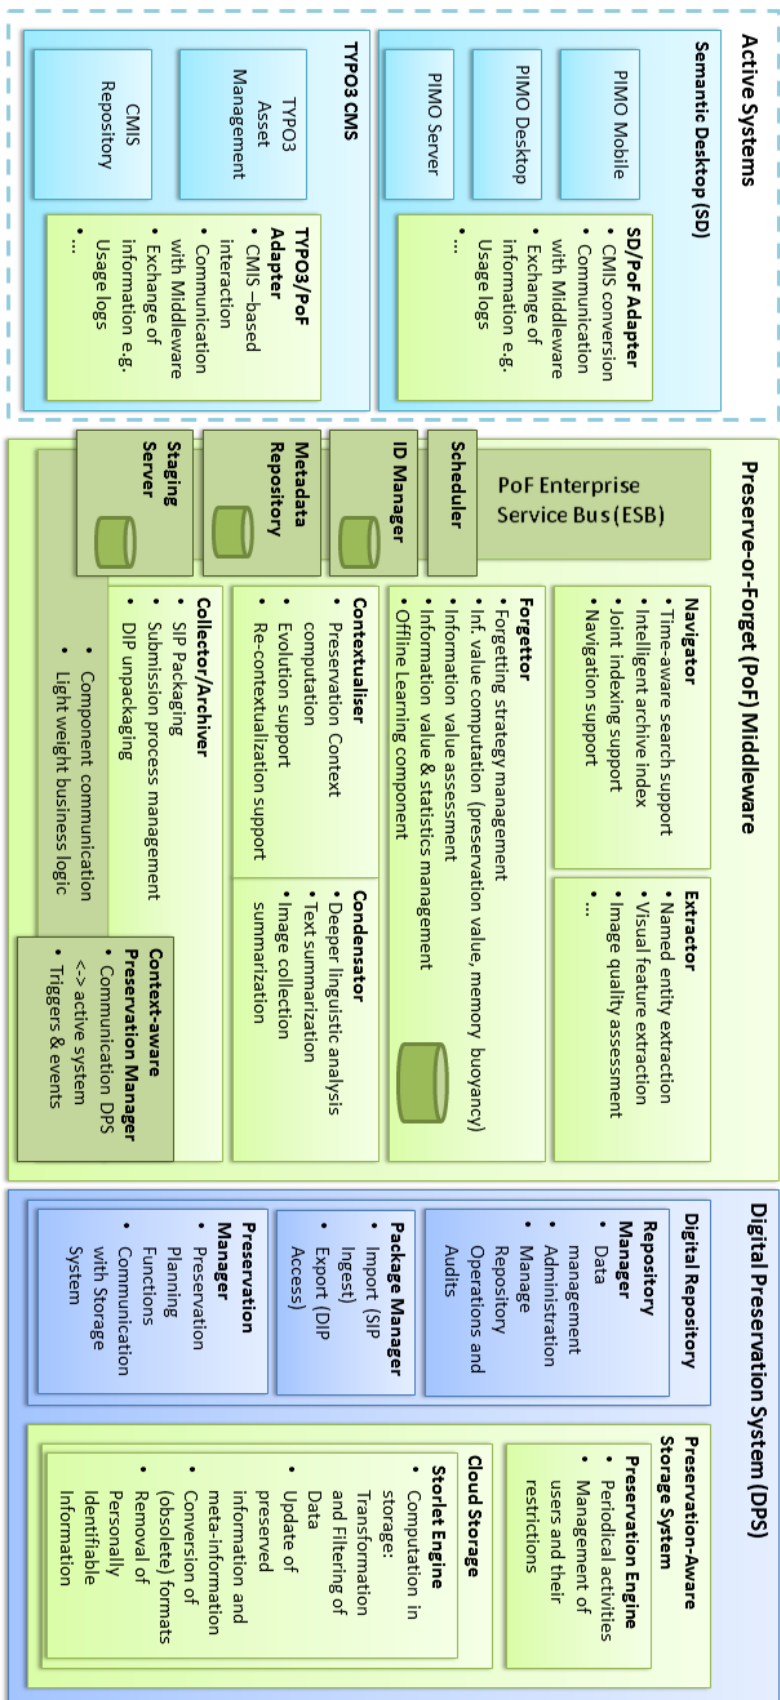 Active Systems
Semantic Desktop (SD)
PIMO Mobile
PIMO Desktop
PIMO Server
SD/PoF Adapter
• CMIS conversion
• Communication
with Middleware
• Exchange of
information e.g.
Usage logs
• ...
TYPO3 CMS
TYPO3
Asset
Management
CMIS
Repository
TYPO3/PoF
Adapter
• CMIS –based
interaction
• Communication
with Middleware
• Exchange of
information e.g.
Usage logs
• ...
Preserve-or-Forget (PoF) Middleware
PoF Enterprise
Service Bus (ESB)
Scheduler
ID Manager
Metadata
Repository
Staging
Server
Navigator
• Time-aware search support
• Intelligent archive index
• Joint indexing support
• Navigation support
Extractor
• Named entity extraction
• Visual feature extraction
• Image quality assessment
• ...
Forgettor
• Forgetting strategy management
• Inf. value computation (preservation value, memory buoyancy)
• Information value assessment
• Information value & statistics management
• Offline Learning component
Contextualiser
• Preservation Context
computation
• Evolution support
• Re-contextualization support
Condensator
• Deeper linguistic analysis
• Text summarization
• Image collection
summarization
Collector/Archiver
• SIP Packaging
• Submission process management
• DIP unpackaging
• Component communication
• Light weight business logic
Context-aware
Preservation Manager
• Communication DPS
<-> active system
• Triggers & events
Digital Preservation System (DPS)
Digital Repository
Repository
Manager
• Data
management
• Administration
• Manage
Repository
Operations and
Audits
Package Manager
• Import (SIP
Ingest)
• Export (DIP
Access)
Preservation
Manager
• Preservation
Planning
Functions
• Communication
with Storage
System
Preservation-Aware
Storage System
Preservation Engine
• Periodical activities
• Management of
users and their
restrictions
Cloud Storage
Storlet Engine
• Computation in
storage:
Transformation
and Filtering of
Data
• Update of
preserved
information and
meta-information
• Conversion of
(obsolete) formats
• Removal of
Personally
Identifiable
Information